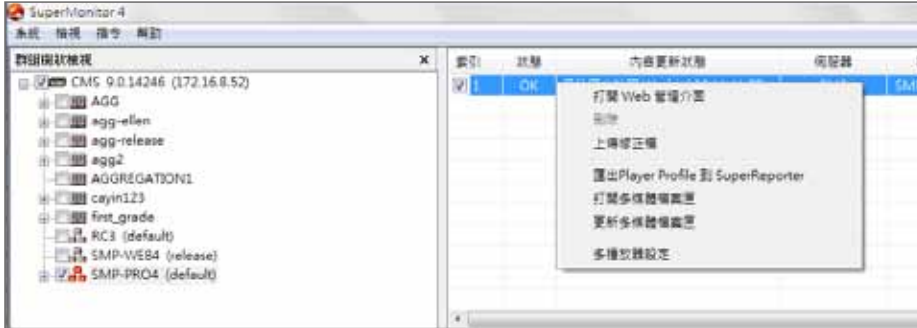 SuperMonitor 4
系統 檢視 指令 幫助
群組樹狀檢視
CMS 9.0.14246 (172.16.8.52)
AGG
agg-ellen
agg-release
agg2
AGGREGATION1
cayin123
first_grade
RC3 (default)
SMP-WEB4 (release)
SMP-PRO4 (default)
索引 狀態 內容更新狀態 伺服器
1 OK SM
打開 Web 管理介面
刪除
上傳修正檔
匯出Player Profile 到 SuperReporter
打開多媒體檔案匣
更新多媒體檔案匣
多播放器設定